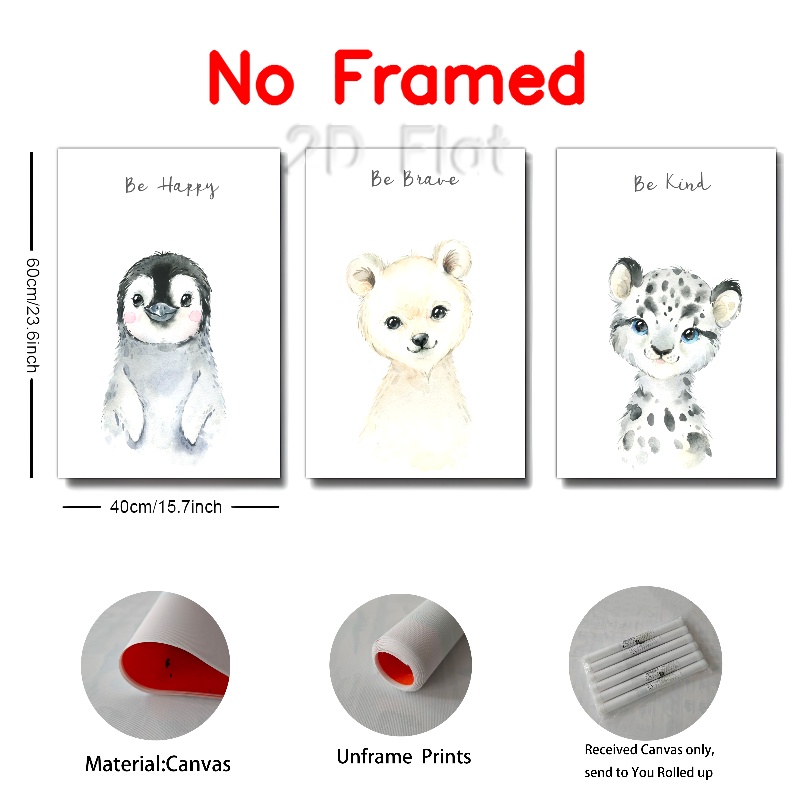 No Framed
2D Flat
Be Happy
Be Brave
Be Kind
60cm/23.6inch
40cm/15.7inch
Material:Canvas
Unframe Prints
Received Canvas only,
send to You Rolled up